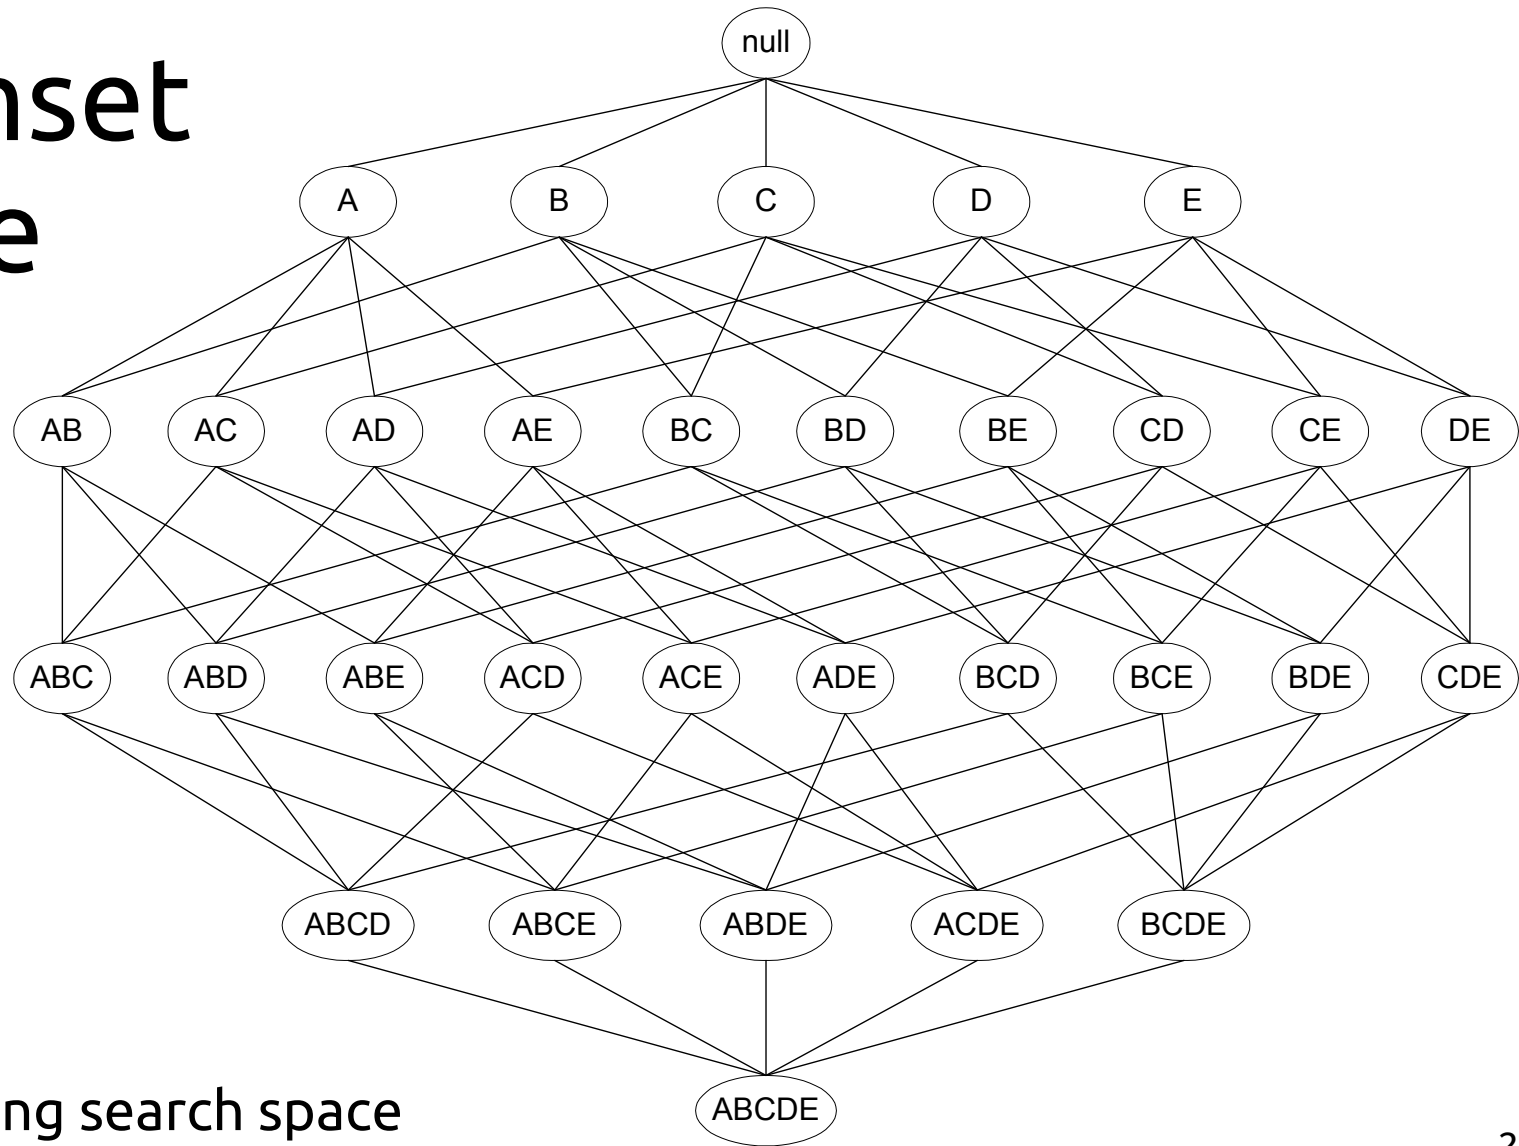 null
nset
A B C D E
e
AB AC AD AE BC BD BE CD CE DE
ABC ABD ABE ACD ACE ADE BCD BCE BDE CDE
ABCD ABCE ABDE ACDE BCDE
ng search space
ABCDE
2